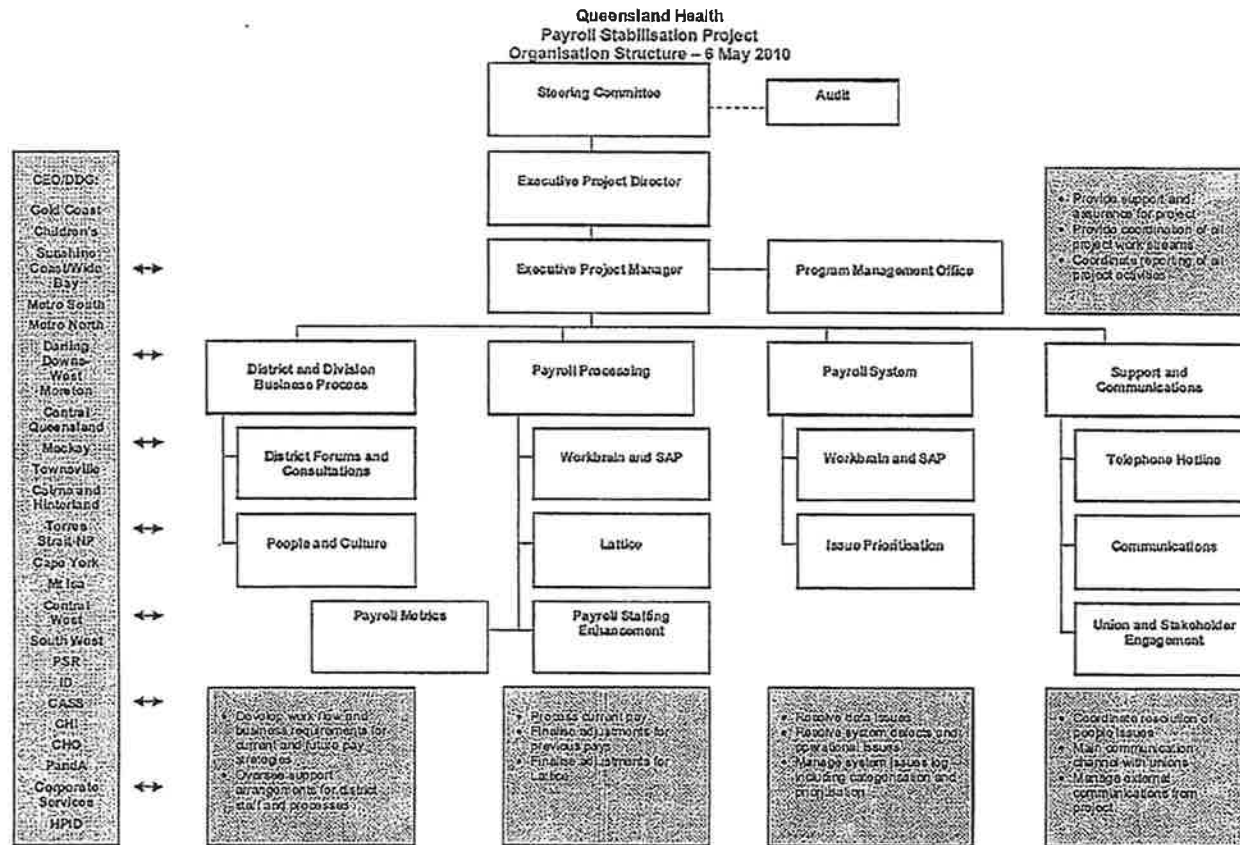 Queensland Health
Payroll Stabilisation Project
Organisation Structure – 6 May 2010
Steering Committee
Audit
Executive Project Director
Executive Project Manager
Program Management Office
• Provide support and
assurance for project
• Provide coordination of all
project work streams
• Coordinate reporting of all
project activities
CEO/DDG:
Gold Coast
Children's
Sunshine
Coast/Wide
Bay
Metro South
Metro North
Darling
Downs-
West
Moreton
Central
Queensland
Mackay
Townsville
Cairns and
Hinterland
Torres
Strait-NP
Cape York
Mt Isa
Central
West
South West
PSR
ID
CASS
CHI
CHO
PandA
Corporate
Services
HPID
District and Division
Business Process
District Forums and
Consultations
People and Culture
Payroll Processing
Workbrain and SAP
Lattice
Payroll Metrics
Payroll Staffing
Enhancement
Payroll System
Workbrain and SAP
Issue Prioritisation
Support and
Communications
Telephone Hotline
Communications
Union and Stakeholder
Engagement
• Develop work flow and
business requirements for
current and future pay
strategies
• Oversee support
arrangements for district
staff and processes
• Process current pay
• Finalise adjustments for
previous pays
• Finalise adjustments for
Lattice
• Resolve data issues
• Resolve system defects and
operational issues
• Manage system issues log
including categorisation and
prioritisation
• Coordinate resolution of
people issues
• Main communication
channel with unions
• Manage external
communications from
project